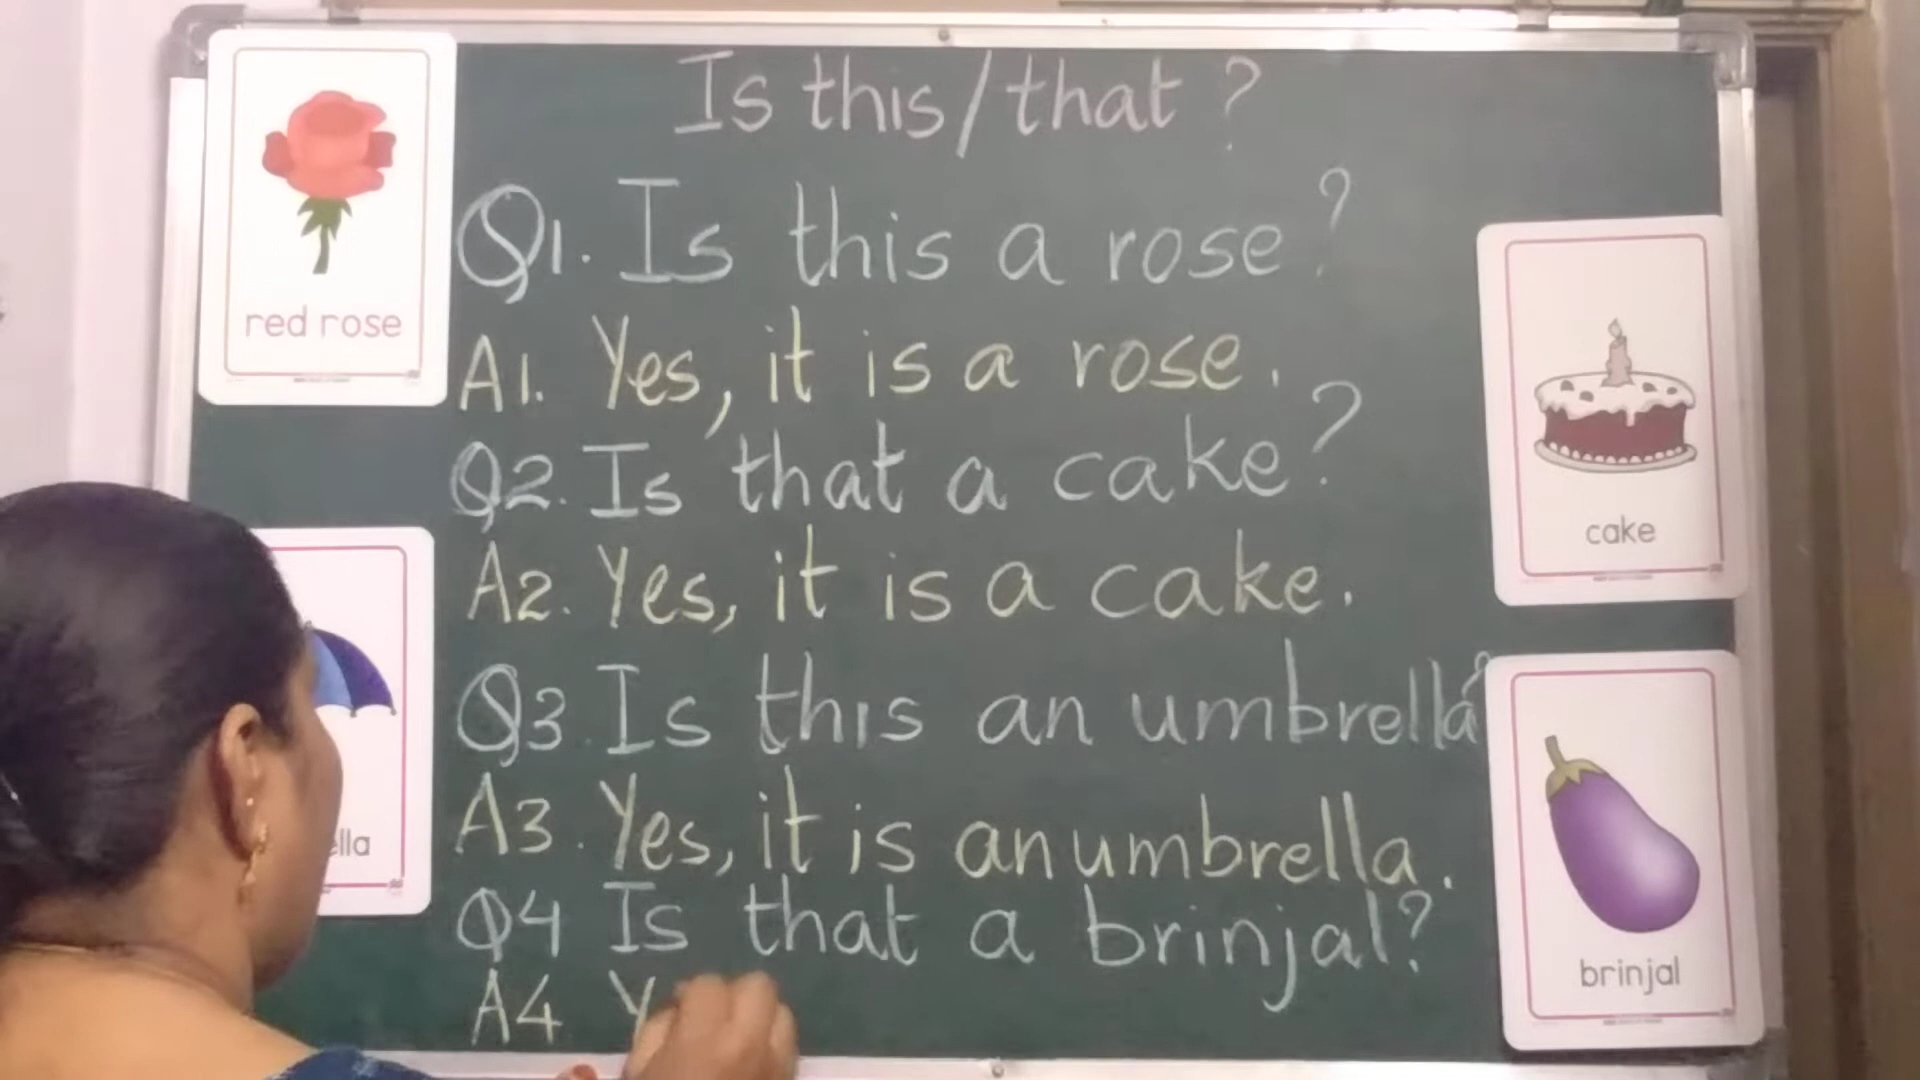 Is this/that ?
red rose
Q1. Is this a rose?
A1. Yes, it is a rose.
Q2. Is that a cake?
A2. Yes, it is a cake.
cake
Q3. Is this an umbrella?
A3. Yes, it is an umbrella.
ella
Q4 Is that a brinjal?
A4 Y
brinjal